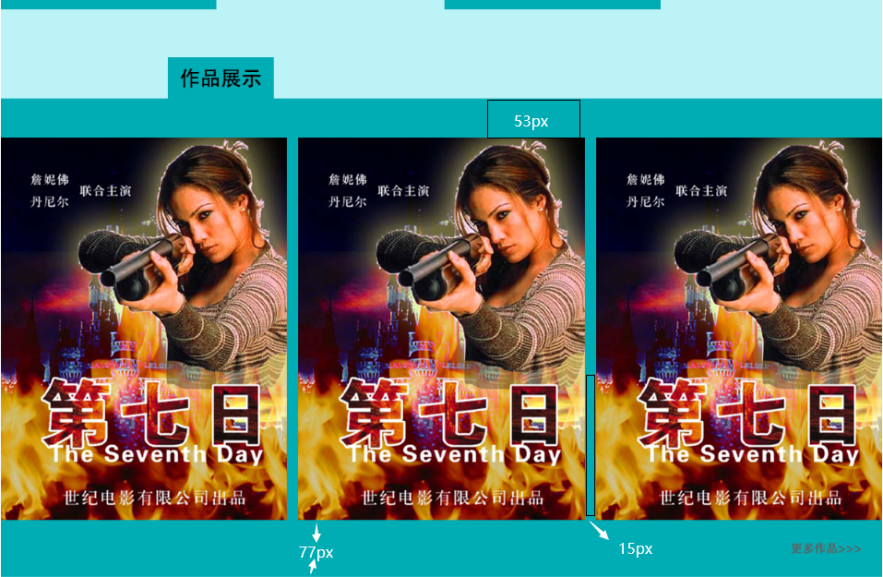 作品展示
53px
詹妮佛
丹尼尔
联合主演
第七日
The Seventh Day
世纪电影有限公司出品
詹妮佛
丹尼尔
联合主演
第七日
The Seventh Day
世纪电影有限公司出品
詹妮佛
丹尼尔
联合主演
第七日
The Seventh Day
世纪电影有限公司出品
77px
15px
更多作品>>>